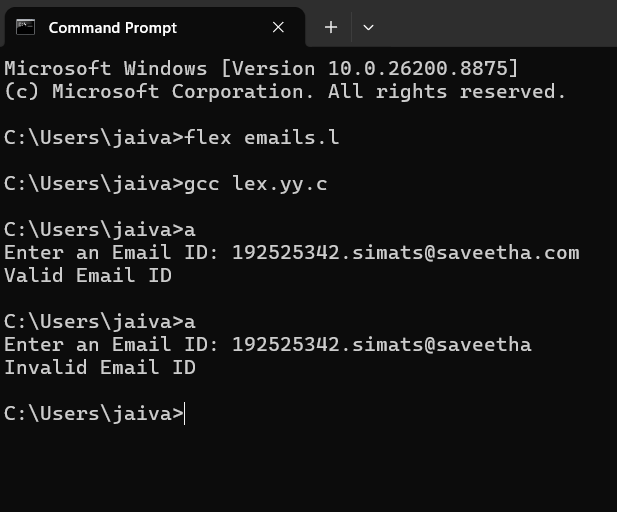 Command Prompt
Microsoft Windows [Version 10.0.26200.8875]
(c) Microsoft Corporation. All rights reserved.
C:\Users\jaiva>flex emails.l
C:\Users\jaiva>gcc lex.yy.c
C:\Users\jaiva>a
Enter an Email ID: 192525342.simats@saveetha.com
Valid Email ID
C:\Users\jaiva>a
Enter an Email ID: 192525342.simats@saveetha
Invalid Email ID
C:\Users\jaiva>